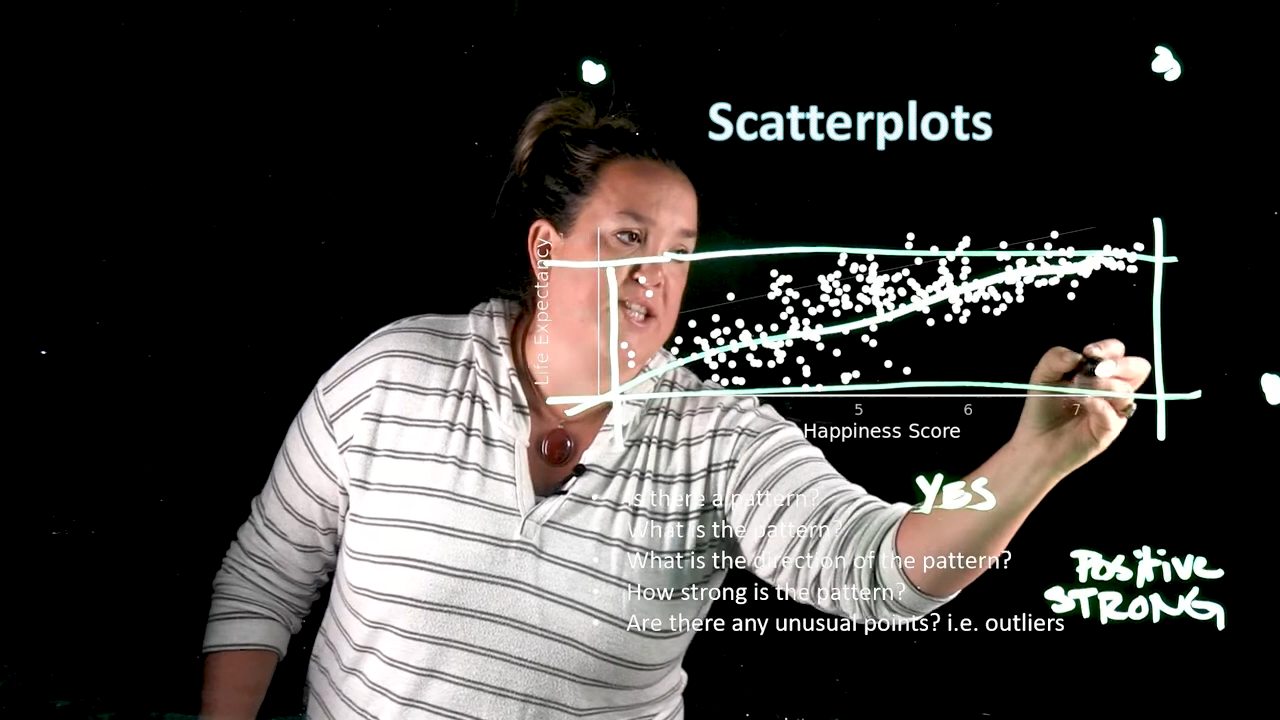 Scatterplots
Life Expectancy
5 6 7
Happiness Score
• Is there a pattern? YES
• What is the pattern?
• What is the direction of the pattern? Positive
• How strong is the pattern? STRONG
• Are there any unusual points? i.e. outliers